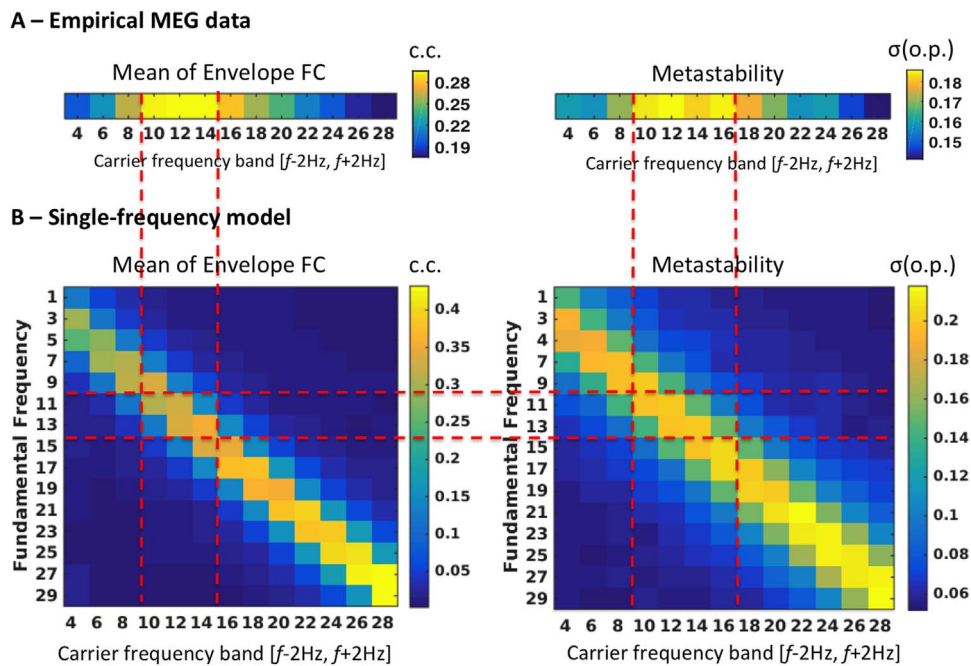 A – Empirical MEG data
Mean of Envelope FC
c.c.
0.28
0.25
0.22
0.19
4 6 8 10 12 14 16 18 20 22 24 26 28
Carrier frequency band [f-2Hz, f+2Hz]
Metastability
σ(o.p.)
0.18
0.17
0.16
0.15
4 6 8 10 12 14 16 18 20 22 24 26 28
Carrier frequency band [f-2Hz, f+2Hz]
B – Single-frequency model
Mean of Envelope FC
c.c.
Fundamental Frequency
1
3
5
7
9
11
13
15
17
19
21
23
25
27
29
0.4
0.35
0.3
0.25
0.2
0.15
0.1
0.05
4 6 8 10 12 14 16 18 20 22 24 26 28
Carrier frequency band [f-2Hz, f+2Hz]
Metastability
σ(o.p.)
Fundamental Frequency
1
3
5
7
9
11
13
15
17
19
21
23
25
27
29
0.2
0.18
0.16
0.14
0.12
0.1
0.08
0.06
4 6 8 10 12 14 16 18 20 22 24 26 28
Carrier frequency band [f-2Hz, f+2Hz]